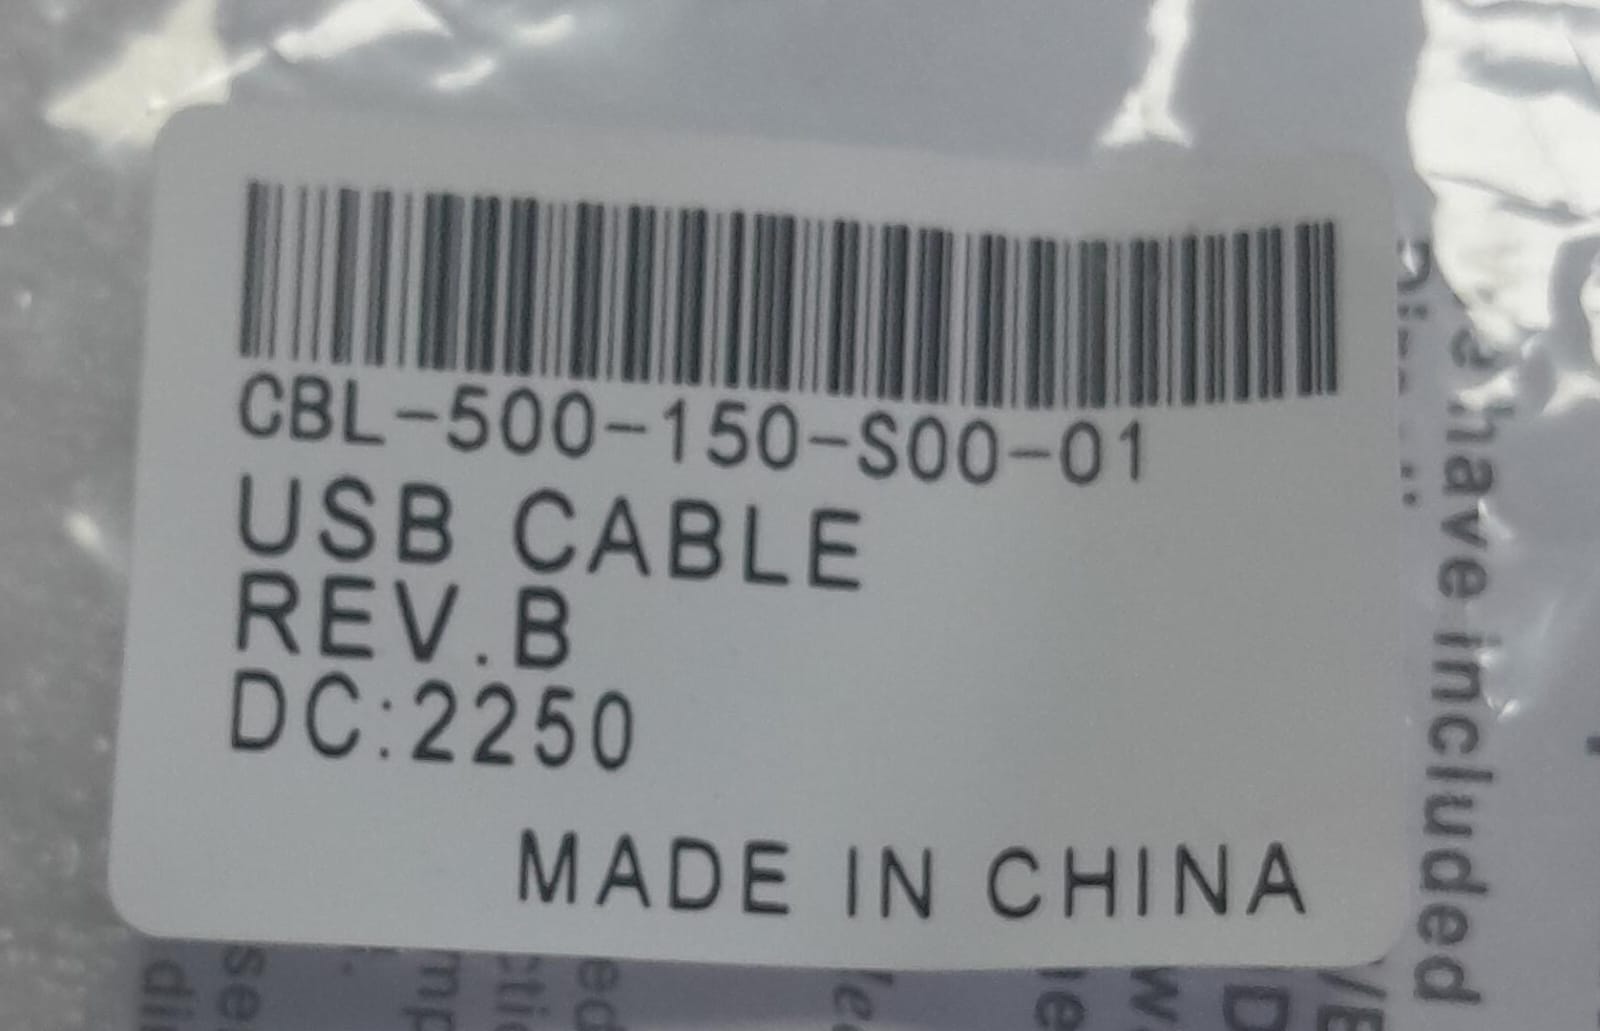 CBL-500-150-S00-01
USB CABLE
REV.B
DC:2250
MADE IN CHINA
have included